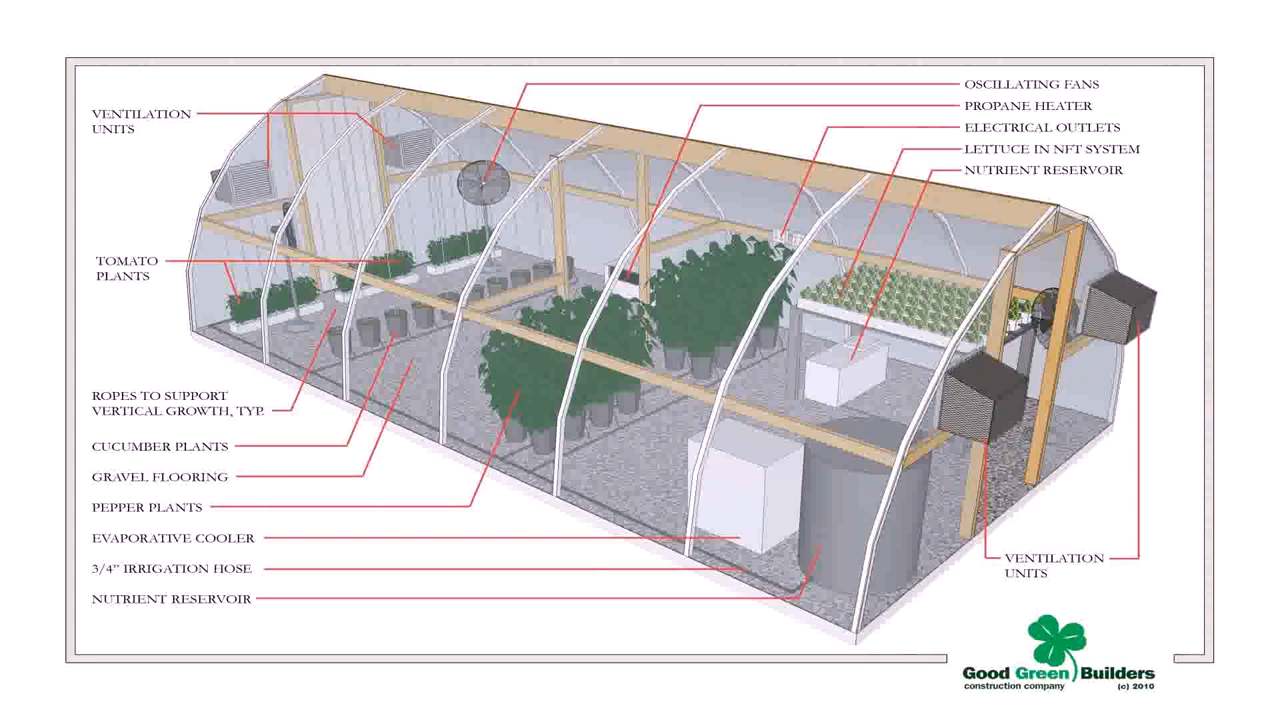 VENTILATION
UNITS
TOMATO
PLANTS
ROPES TO SUPPORT
VERTICAL GROWTH, TYP.
CUCUMBER PLANTS
GRAVEL FLOORING
PEPPER PLANTS
EVAPORATIVE COOLER
3/4” IRRIGATION HOSE
NUTRIENT RESERVOIR
OSCILLATING FANS
PROPANE HEATER
ELECTRICAL OUTLETS
LETTUCE IN NFT SYSTEM
NUTRIENT RESERVOIR
VENTILATION
UNITS
Good Green Builders
construction company (c) 2010